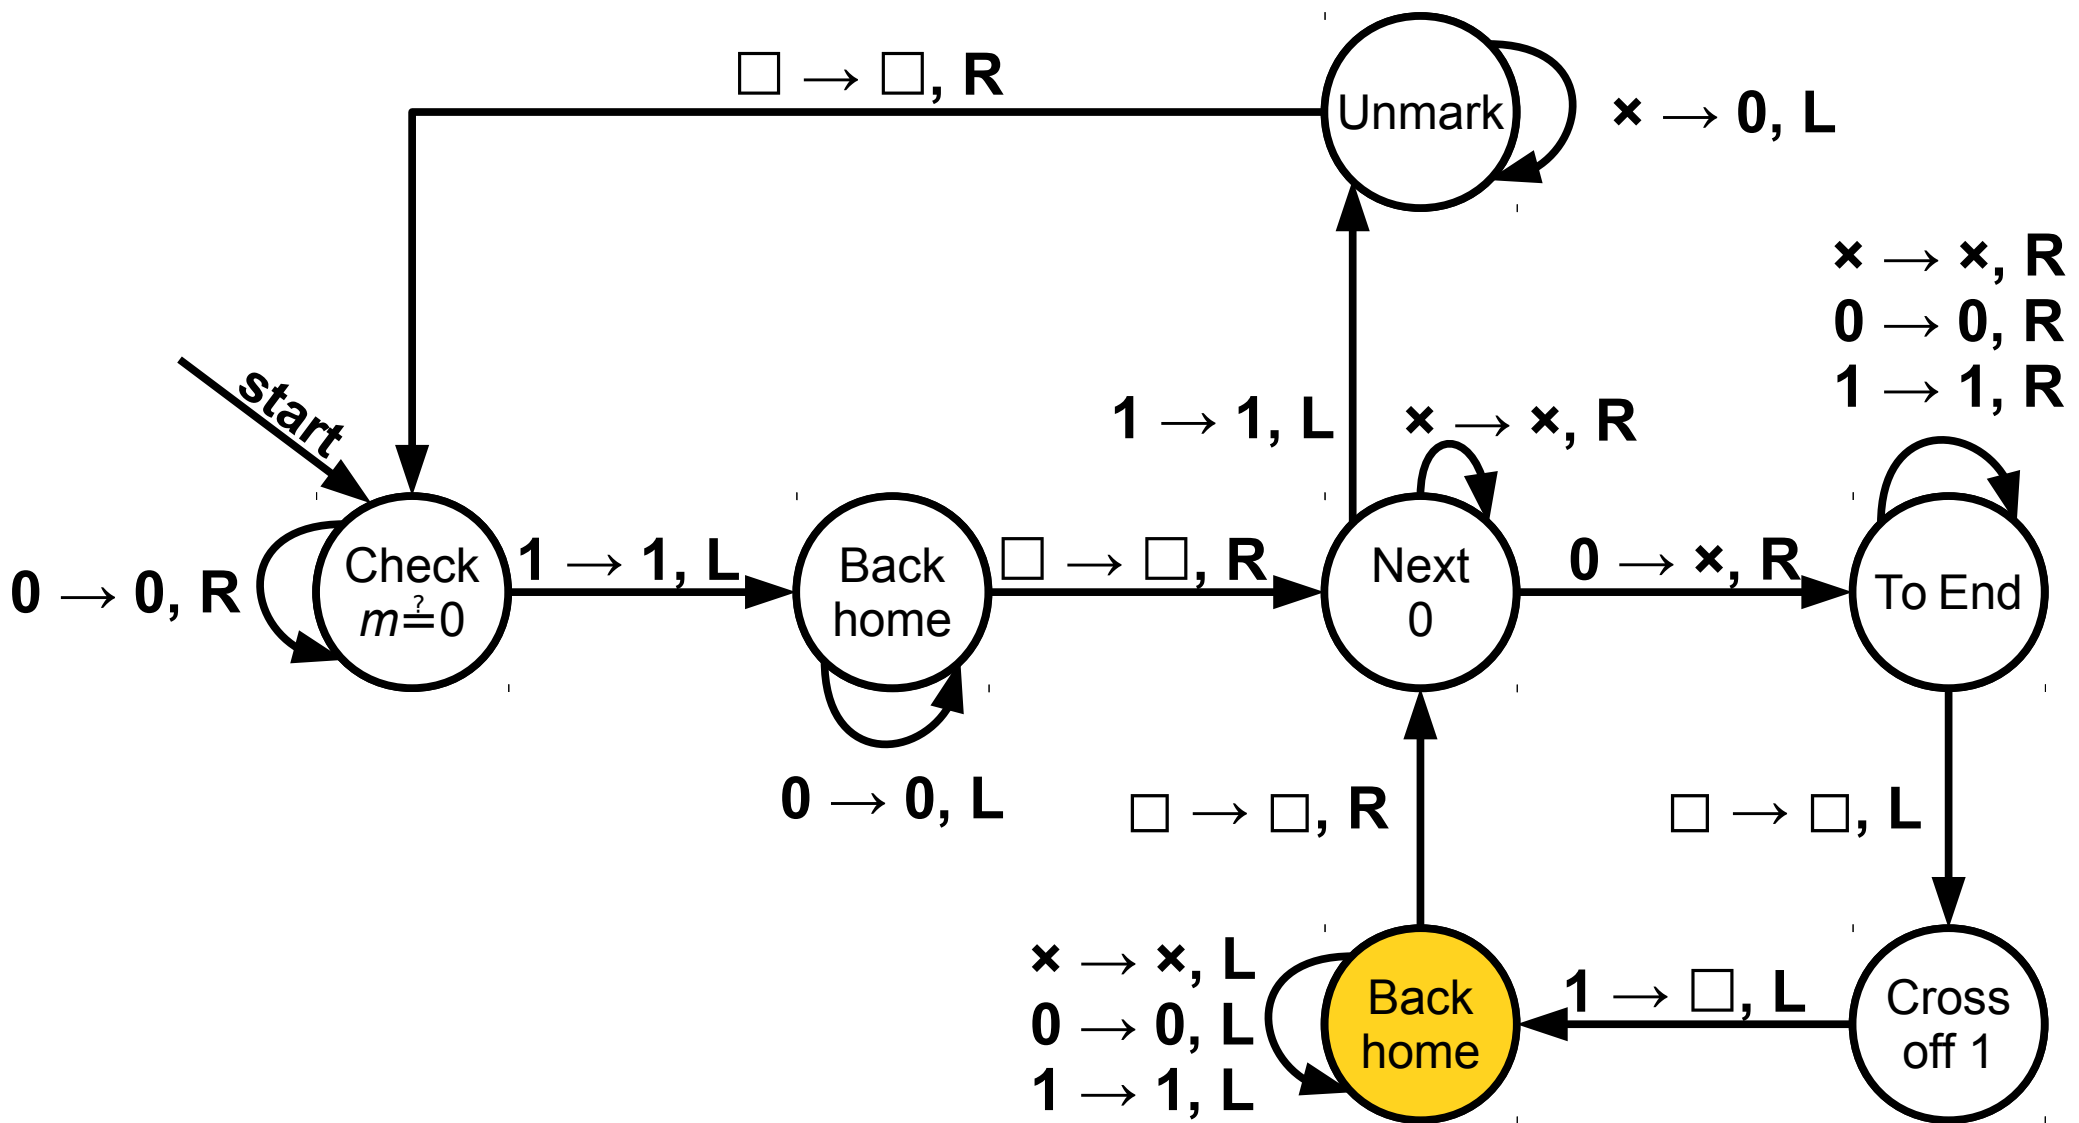 □ → □, R
Unmark
× → 0, L
× → ×, R
0 → 0, R
1 → 1, R
start
1 → 1, L
× → ×, R
0 → 0, R
Check
m≟0
1 → 1, L
Back
home
□ → □, R
Next
0
0 → ×, R
To End
0 → 0, L
□ → □, R
□ → □, L
× → ×, L
0 → 0, L
1 → 1, L
Back
home
1 → □, L
Cross
off 1